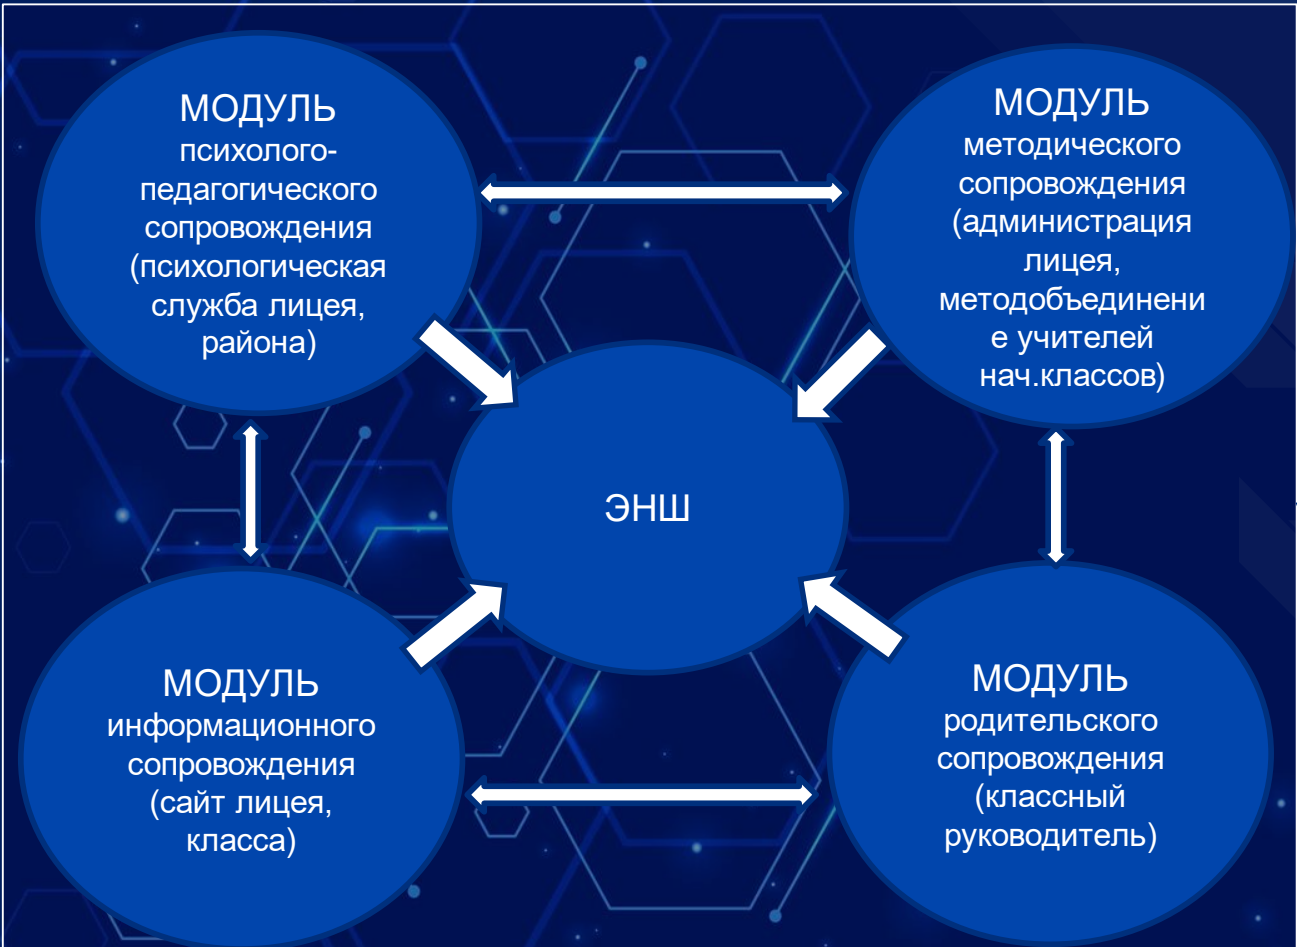 МОДУЛЬ
психолого-
педагогического
сопровождения
(психологическая
служба лицея,
района)
МОДУЛЬ
методического
сопровождения
(администрация
лицея,
методобъединени
е учителей
нач.классов)
ЭНШ
МОДУЛЬ
информационного
сопровождения
(сайт лицея,
класса)
МОДУЛЬ
родительского
сопровождения
(классный
руководитель)